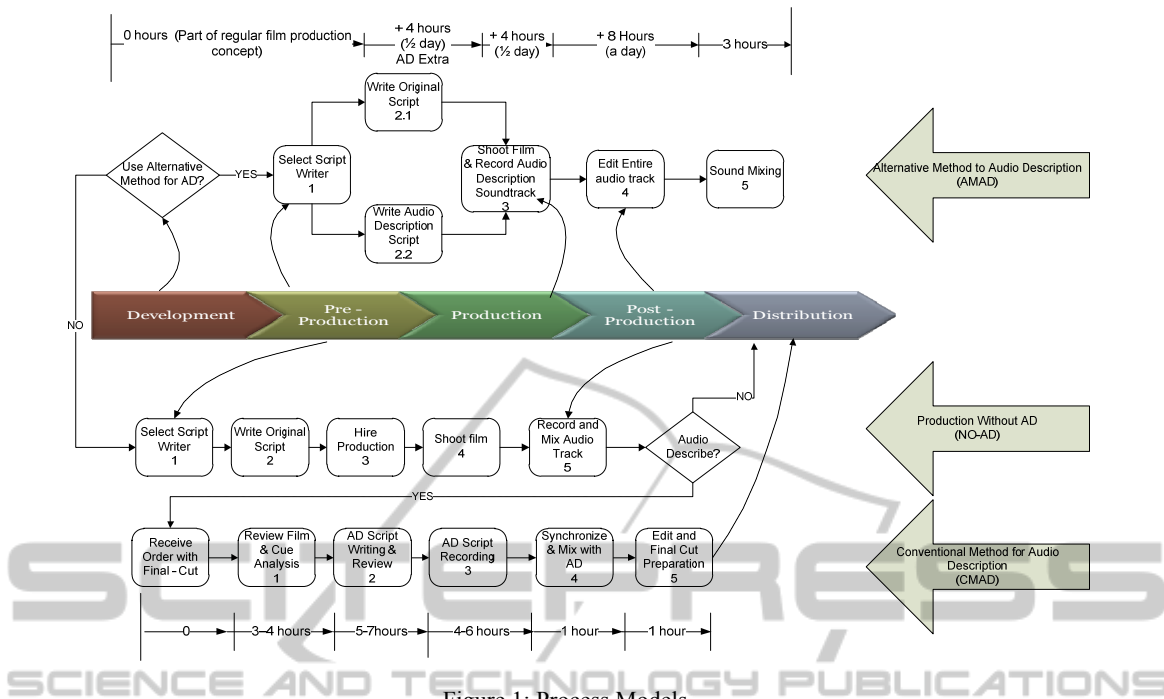 0 hours (Part of regular film production
concept)
+ 4 hours
(½ day)
AD Extra
+ 4 hours
(½ day)
+ 8 Hours
(a day)
3 hours
Write Original
Script
2.1
Use Alternative
Method for AD?
YES
Select Script
Writer
1
Shoot Film
& Record Audio
Description
Soundtrack
3
Edit Entire
audio track
4
Sound Mixing
5
Alternative Method to Audio Description
(AMAD)
Write Audio
Description
Script
2.2
NO
Development
Pre -
Production
Production
Post -
Production
Distribution
NO
Select Script
Writer
1
Write Original
Script
2
Hire
Production
3
Shoot film
4
Record and
Mix Audio
Track
5
Audio
Describe?
Production Without AD
(NO-AD)
YES
Receive
Order with
Final - Cut
Review Film
& Cue
Analysis
1
AD Script
Writing &
Review
2
AD Script
Recording
3
Synchronize
& Mix with
AD
4
Edit and
Final Cut
Preparation
5
Conventional Method for Audio
Description
(CMAD)
SCITEPRESS
0
3-4 hours
5-7hours
4-6 hours
1 hour
1 hour
SCIENCE AND TECHNOLOGY PUBLICATIONS
Figure 1: Process Models